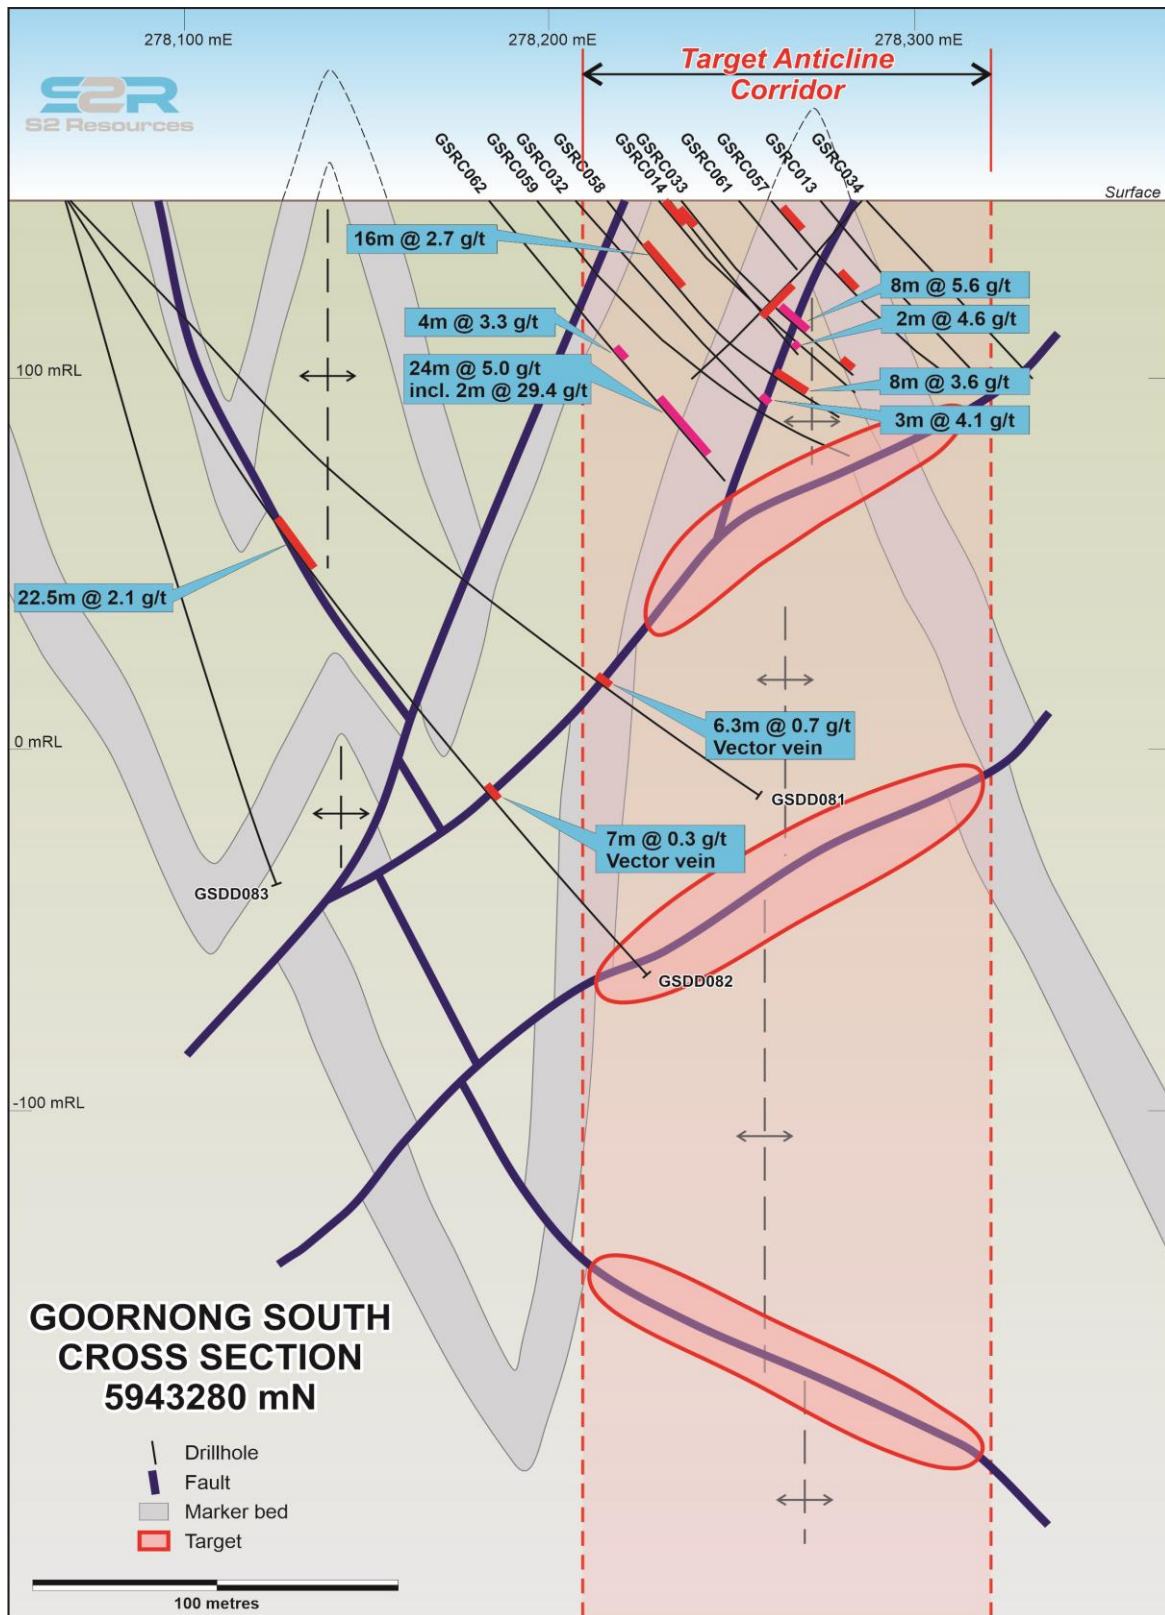 278,100 mE
278,200 mE
278,300 mE
Target Anticline
Corridor
S2R
S2 Resources
GSRC062
GSRC059
GSRC032
GSRC058
GSRC014
GSRC033
GSRC061
GSRC057
GSRC013
GSRC034
Surface
16m @ 2.7 g/t
8m @ 5.6 g/t
4m @ 3.3 g/t
2m @ 4.6 g/t
24m @ 5.0 g/t
incl. 2m @ 29.4 g/t
100 mRL
8m @ 3.6 g/t
3m @ 4.1 g/t
22.5m @ 2.1 g/t
6.3m @ 0.7 g/t
Vector vein
0 mRL
GSDD081
7m @ 0.3 g/t
Vector vein
GSDD083
GSDD082
-100 mRL
GOORNONG SOUTH
CROSS SECTION
5943280 mN
Drillhole
Fault
Marker bed
Target
100 metres